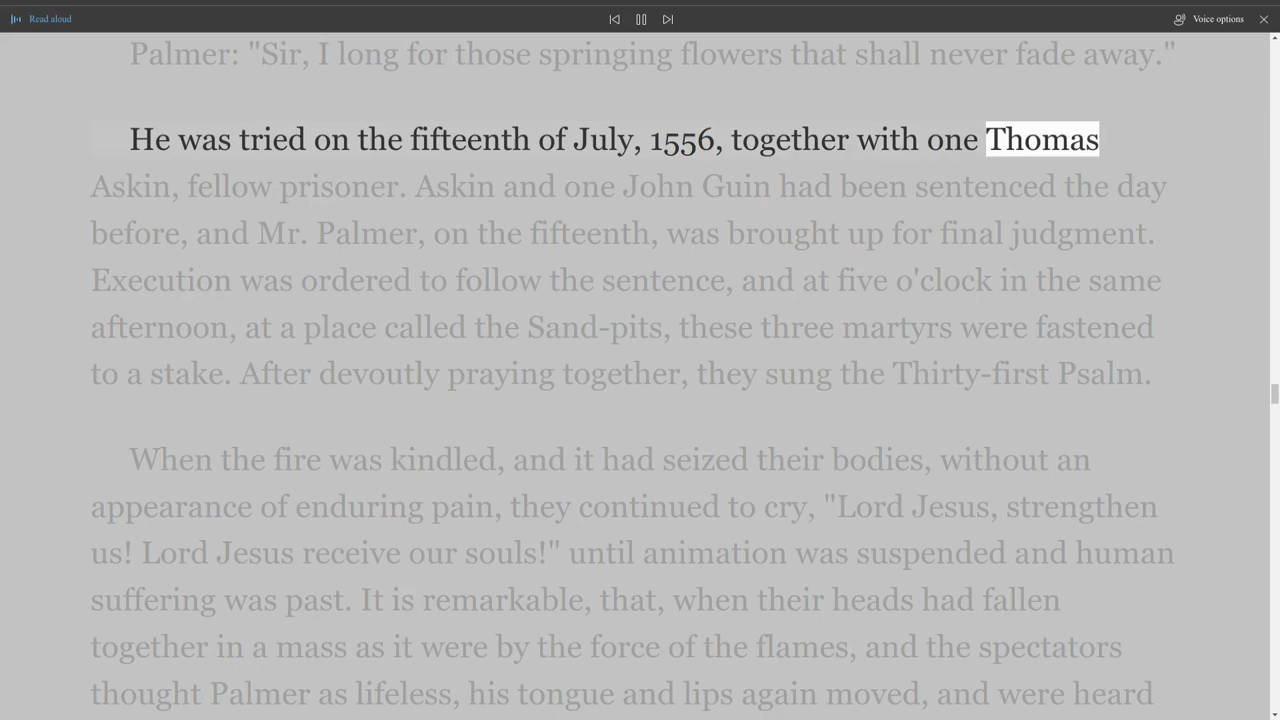 Read aloud
Voice options
Palmer: "Sir, I long for those springing flowers that shall never fade away."
He was tried on the fifteenth of July, 1556, together with one Thomas
Askin, fellow prisoner. Askin and one John Guin had been sentenced the day
before, and Mr. Palmer, on the fifteenth, was brought up for final judgment.
Execution was ordered to follow the sentence, and at five o'clock in the same
afternoon, at a place called the Sand-pits, these three martyrs were fastened
to a stake. After devoutly praying together, they sung the Thirty-first Psalm.
When the fire was kindled, and it had seized their bodies, without an
appearance of enduring pain, they continued to cry, "Lord Jesus, strengthen
us! Lord Jesus receive our souls!" until animation was suspended and human
suffering was past. It is remarkable, that, when their heads had fallen
together in a mass as it were by the force of the flames, and the spectators
thought Palmer as lifeless, his tongue and lips again moved, and were heard